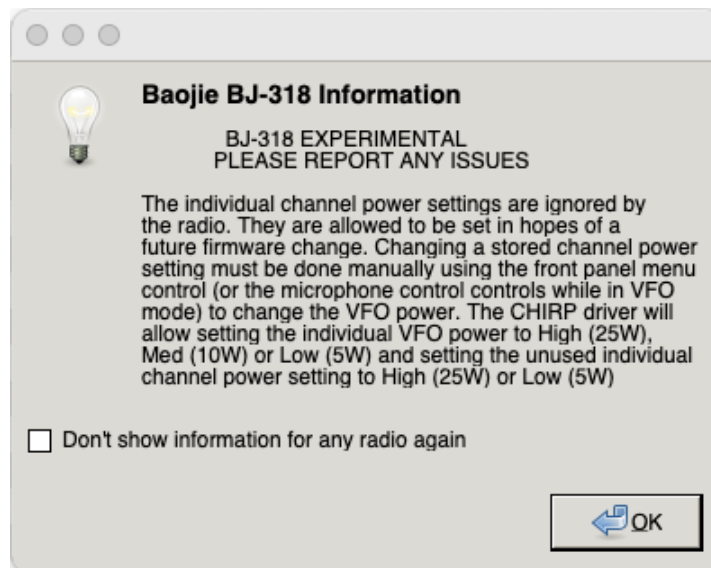 Baojie BJ-318 Information
BJ-318 EXPERIMENTAL
PLEASE REPORT ANY ISSUES
The individual channel power settings are ignored by
the radio. They are allowed to be set in hopes of a
future firmware change. Changing a stored channel power
setting must be done manually using the front panel menu
control (or the microphone control controls while in VFO
mode) to change the VFO power. The CHIRP driver will
allow setting the individual VFO power to High (25W),
Med (10W) or Low (5W) and setting the unused individual
channel power setting to High (25W) or Low (5W)
Don't show information for any radio again
OK